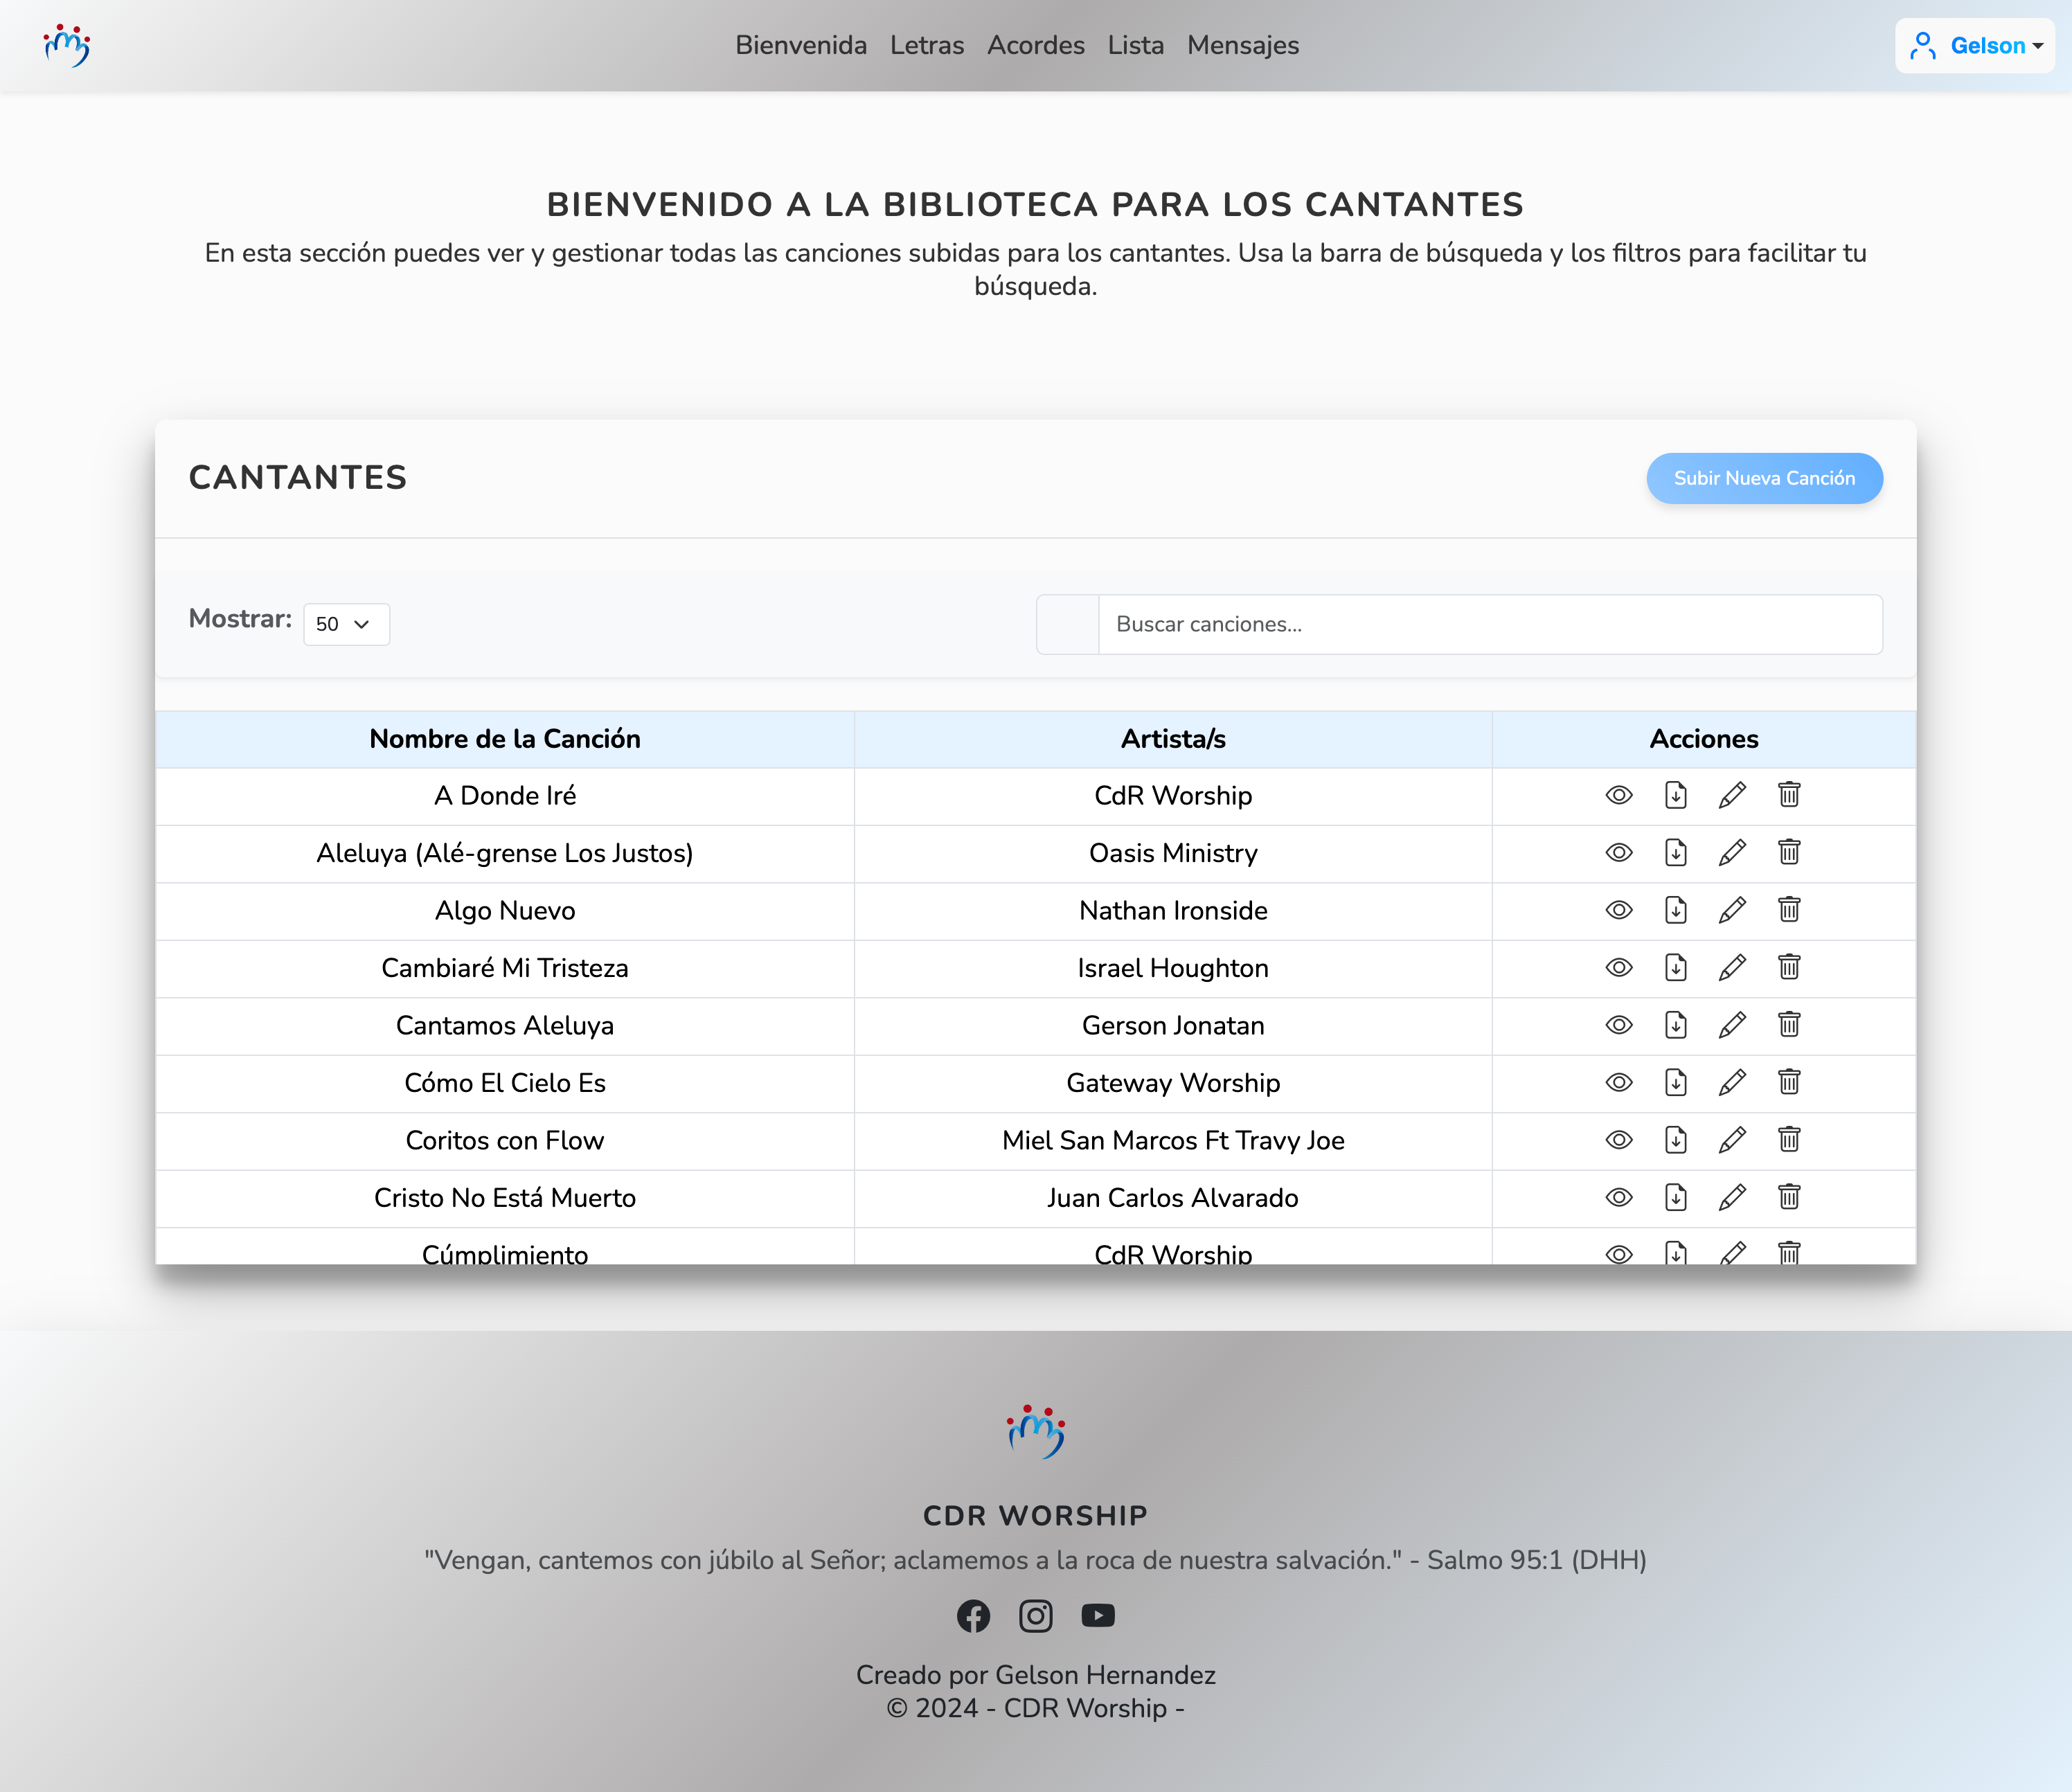 Bienvenida Letras Acordes Lista Mensajes
Gelson
BIENVENIDO A LA BIBLIOTECA PARA LOS CANTANTES
En esta sección puedes ver y gestionar todas las canciones subidas para los cantantes. Usa la barra de búsqueda y los filtros para facilitar tu
búsqueda.
CANTANTES
Subir Nueva Canción
Mostrar: 50
Buscar canciones...
Nombre de la Canción Artista/s Acciones
A Donde Iré CdR Worship
Aleluya (Alé-grense Los Justos) Oasis Ministry
Algo Nuevo Nathan Ironside
Cambiaré Mi Tristeza Israel Houghton
Cantamos Aleluya Gerson Jonatan
Cómo El Cielo Es Gateway Worship
Coritos con Flow Miel San Marcos Ft Travy Joe
Cristo No Está Muerto Juan Carlos Alvarado
Cúmplimiento CdR Worship
CDR WORSHIP
"Vengan, cantemos con júbilo al Señor; aclamemos a la roca de nuestra salvación." - Salmo 95:1 (DHH)
Creado por Gelson Hernandez
© 2024 - CDR Worship -